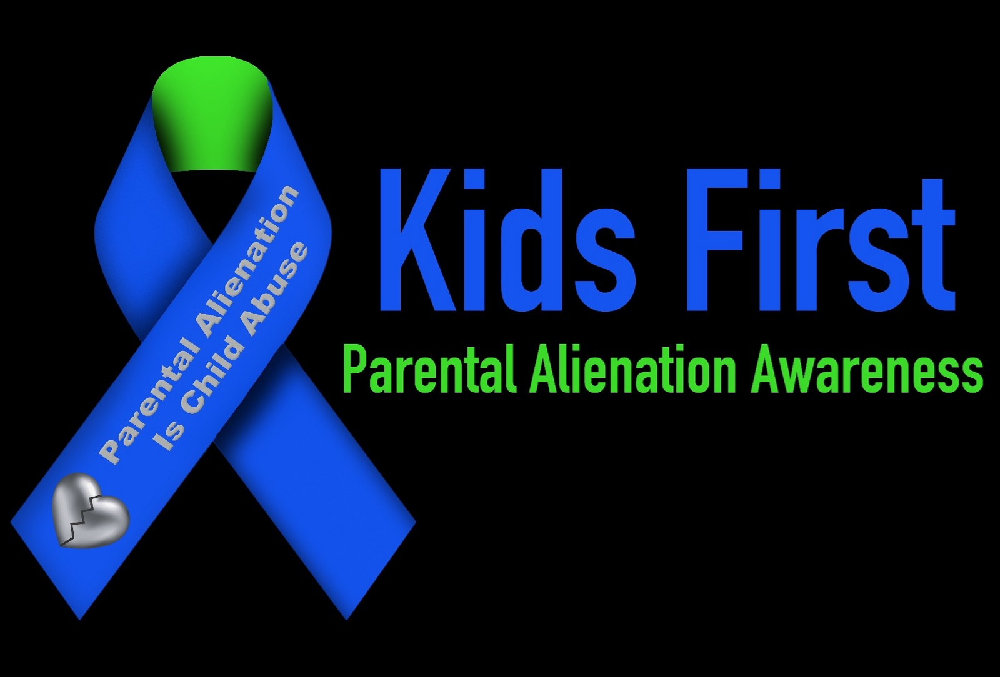 Parental Alienation
Is Child Abuse
Kids First
Parental Alienation Awareness